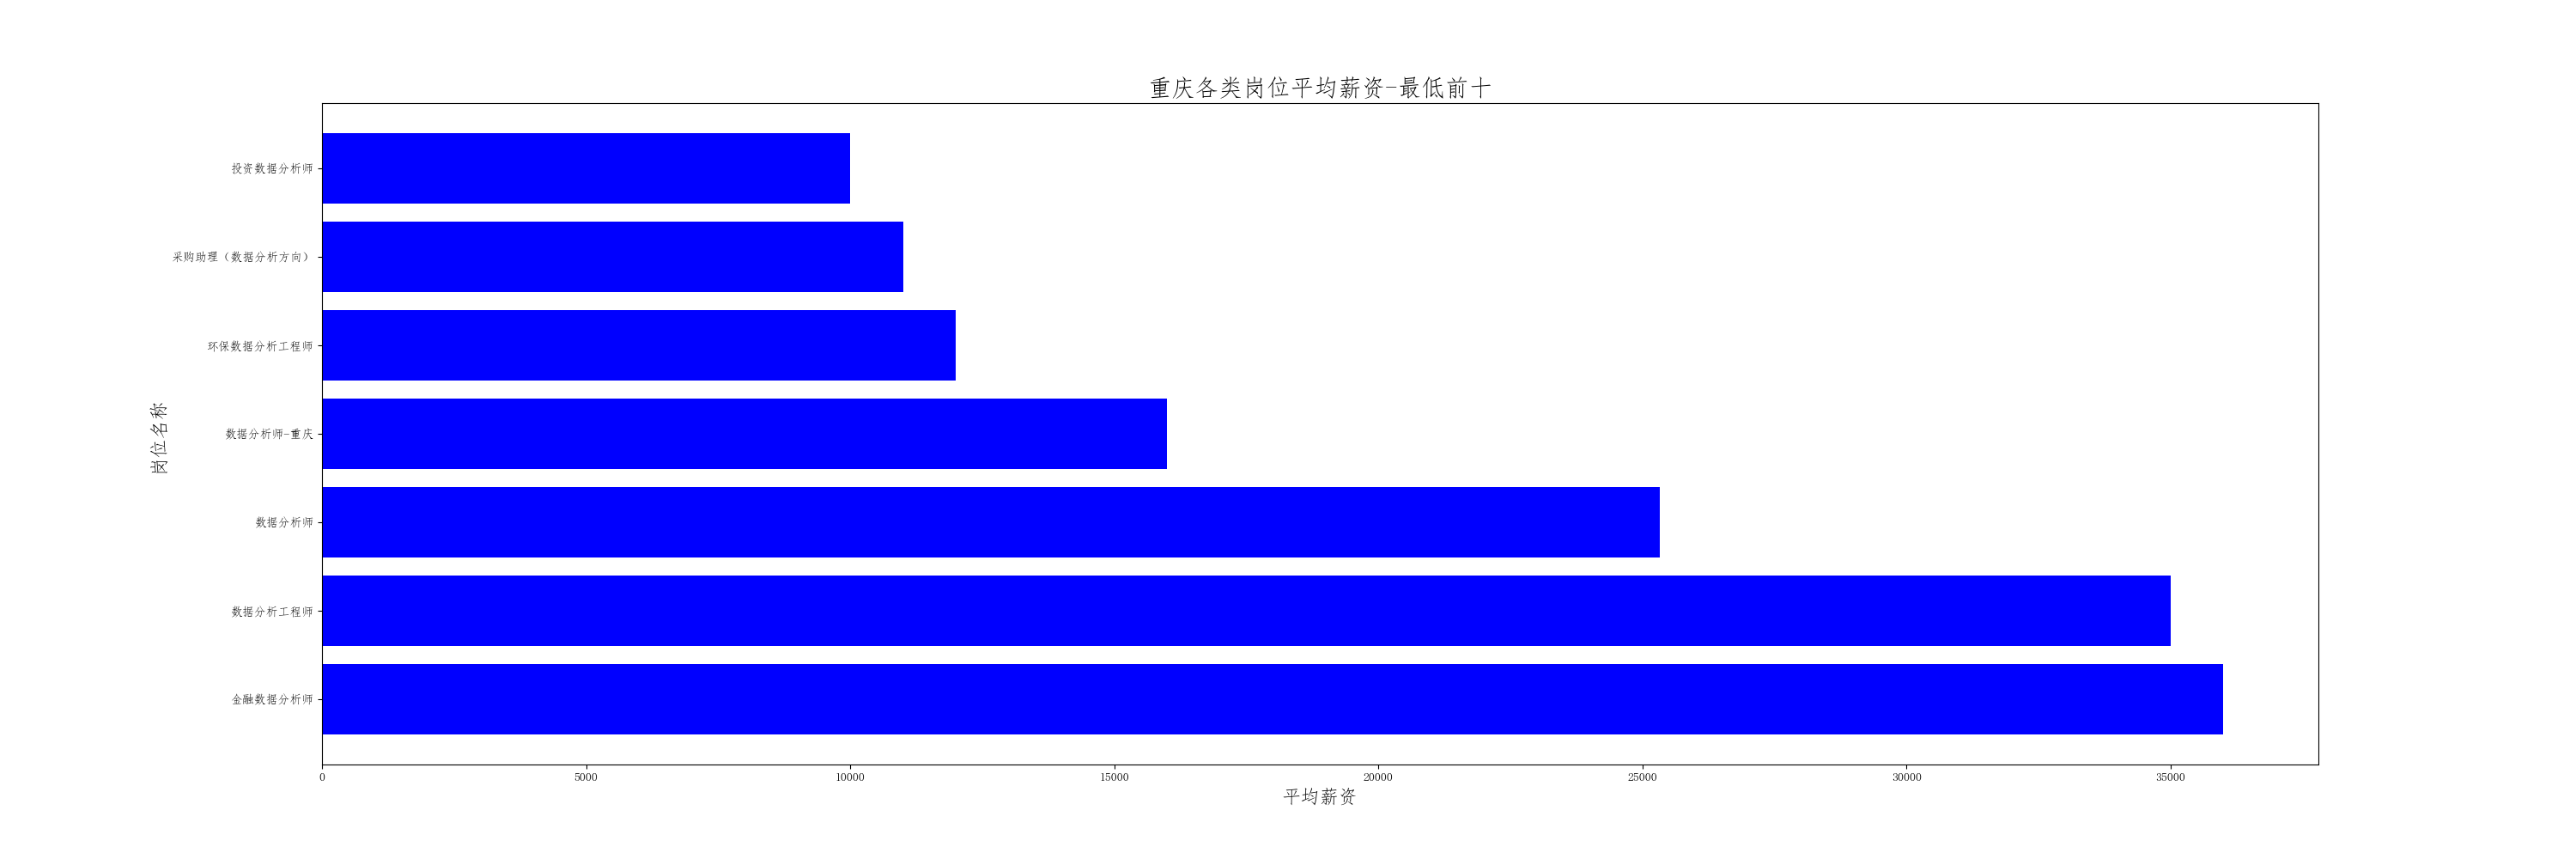 重庆各类岗位平均薪资-最低前十
投资数据分析师
采购助理（数据分析方向）
环保数据分析工程师
数据分析师-重庆
数据分析师
数据分析工程师
金融数据分析师
岗位名称
0 5000 10000 15000 20000 25000 30000 35000
平均薪资